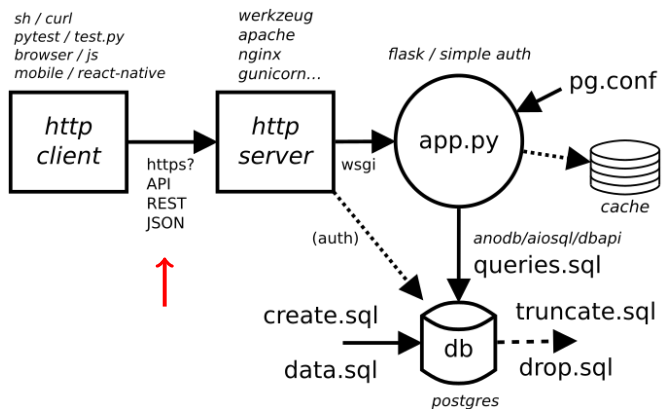 sh / curl
pytest / test.py
browser / js
mobile / react-native
werkzeug
apache
nginx
gunicorn...
flask / simple auth
pg.conf
http
client
http
server
app.py
https?
API
REST
JSON
wsgi
cache
(auth)
anodb/aiosql/dbapi
queries.sql
create.sql
data.sql
db
truncate.sql
drop.sql
postgres